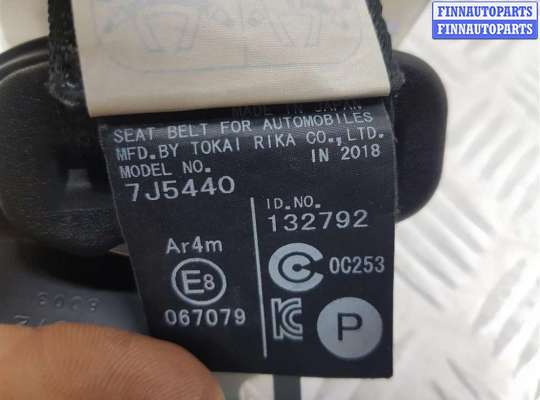 FINNAUTOPARTS
FINNAUTOPARTS
MADE IN JAPAN
SEAT BELT FOR AUTOMOBILES
MFD. BY TOKAI RIKA CO., LTD.
MODEL NO. IN 2018
7J5440
ID. NO.
132792
Ar4m
E8
067079
C
0C253
KC
P